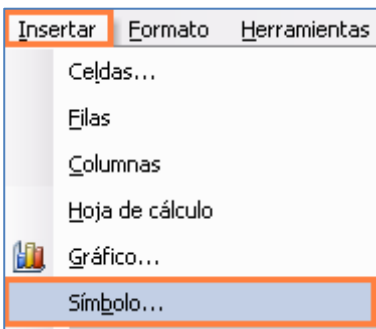 Insertar Formato Herramientas
Celdas...
Filas
Columnas
Hoja de cálculo
Gráfico...
Símbolo...